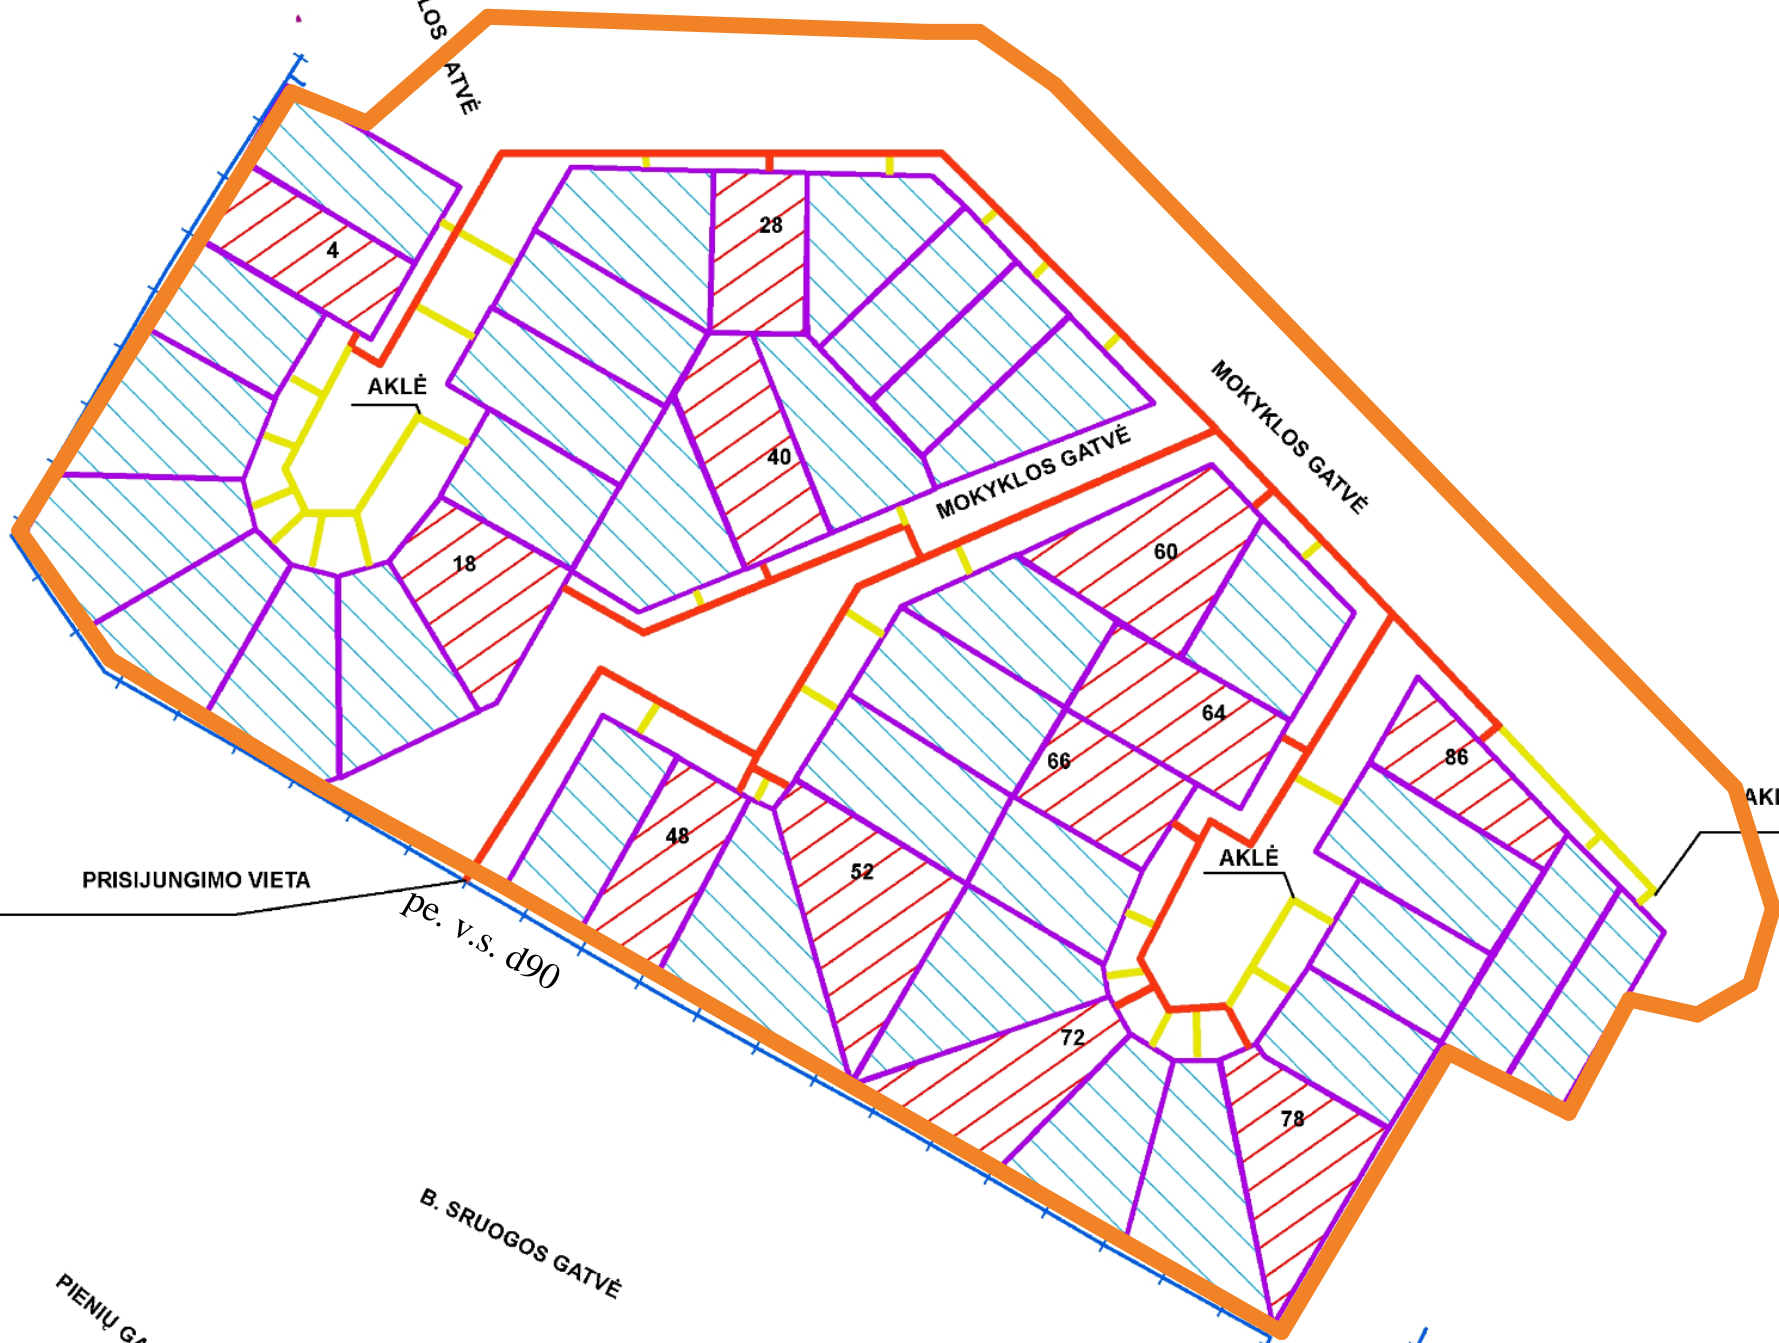 LOS
ATVĖ
28
4
AKLĖ
MOKYKLOS GATVĖ
MOKYKLOS GATVĖ
40
18
60
64
66
86
AKL
48
52
AKLĖ
PRISIJUNGIMO VIETA
pe. v.s. d90
72
78
B. SRUOGOS GATVĖ
PIENIŲ GA